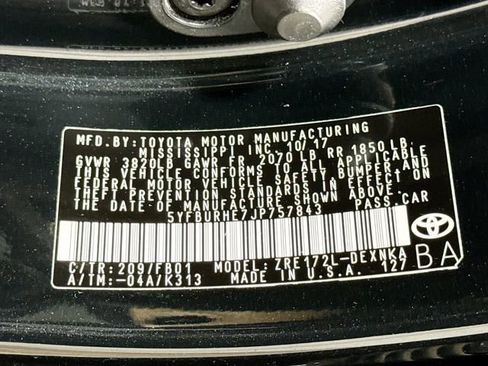 MFD.BY:TOYOTA MOTOR MANUFACTURING
MISSISSIPPI, INC. 10/17
GVWR 3820LB GAWR FR 2070 LB, RR 1850 LB
THIS VEHICLE CONFORMS TO ALL APPLICABLE
FEDERAL MOTOR VEHICLE SAFETY, BUMPER, AND
THEFT PREVENTION STANDARDS IN EFFECT ON
THE DATE OF MANUFACTURE SHOWN ABOVE.
5YFBURHE7JP757843 PASS.CAR
C/TR:209/FB01 MODEL:ZRE172L-DEXNKA
A/TM:-04A/K313 MADE IN U.S.A. 127
BA
TOYOTA